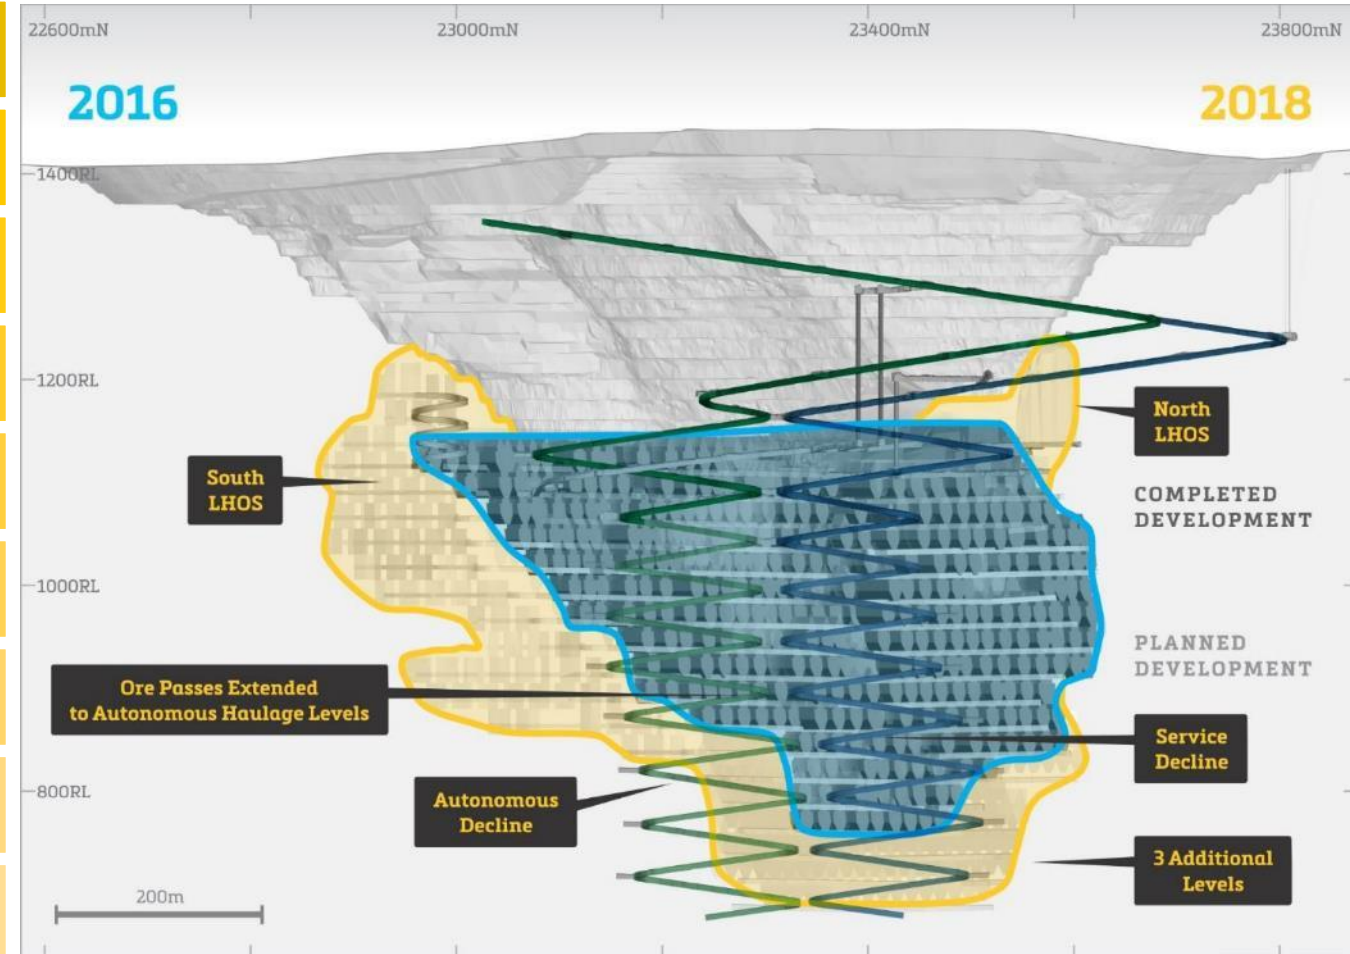 22600mN
23000mN
23400mN
23800mN
2016
2018
1400RL
1200RL
North
LHOS
South
LHOS
COMPLETED
DEVELOPMENT
1000RL
PLANNED
DEVELOPMENT
Ore Passes Extended
to Autonomous Haulage Levels
Service
Decline
800RL
Autonomous
Decline
3 Additional
Levels
200m